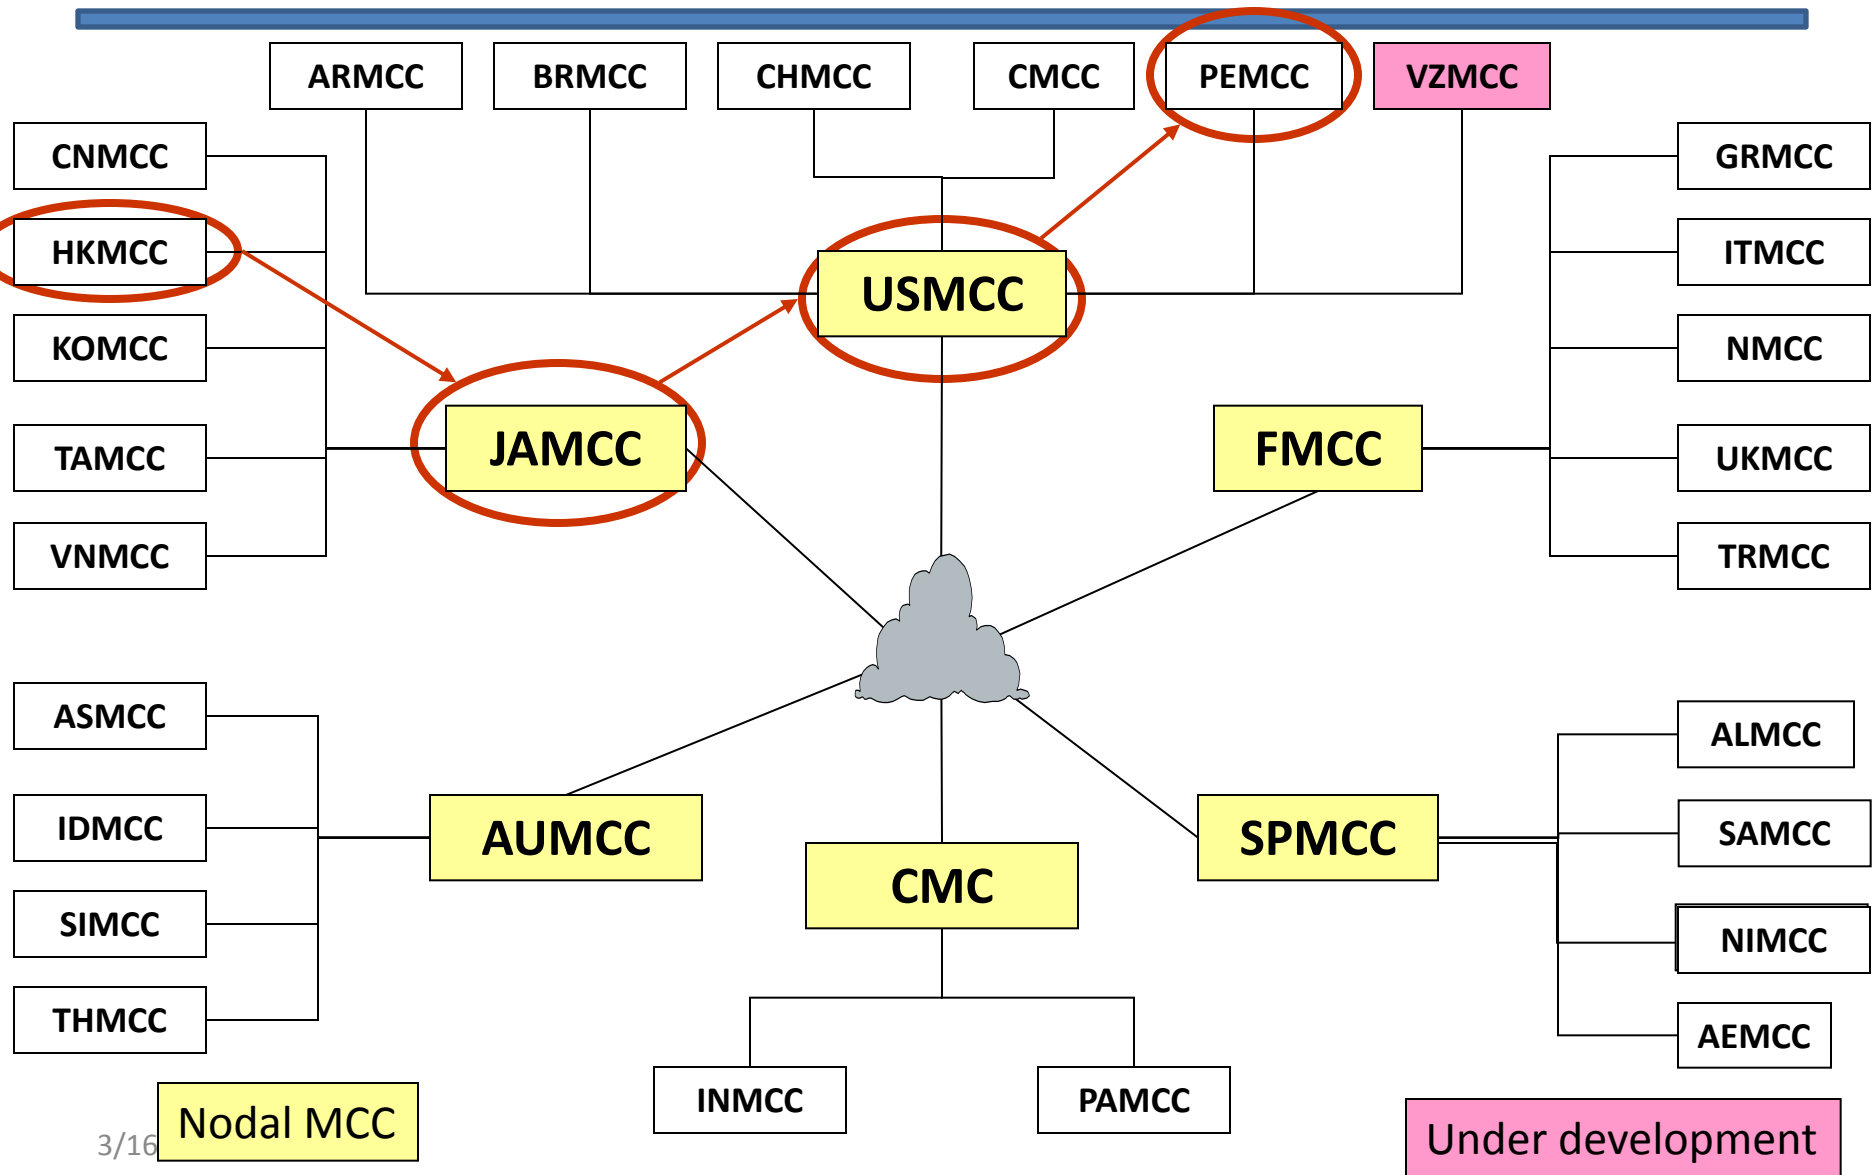 ARMCC
BRMCC
CHMCC
CMCC
PEMCC
VZMCC
CNMCC
GRMCC
HKMCC
ITMCC
USMCC
KOMCC
NMCC
JAMCC
FMCC
TAMCC
UKMCC
VNMCC
TRMCC
ASMCC
ALMCC
IDMCC
AUMCC
SPMCC
SAMCC
CMC
SIMCC
NIMCC
THMCC
AEMCC
INMCC
PAMCC
Nodal MCC
Under development
3/16